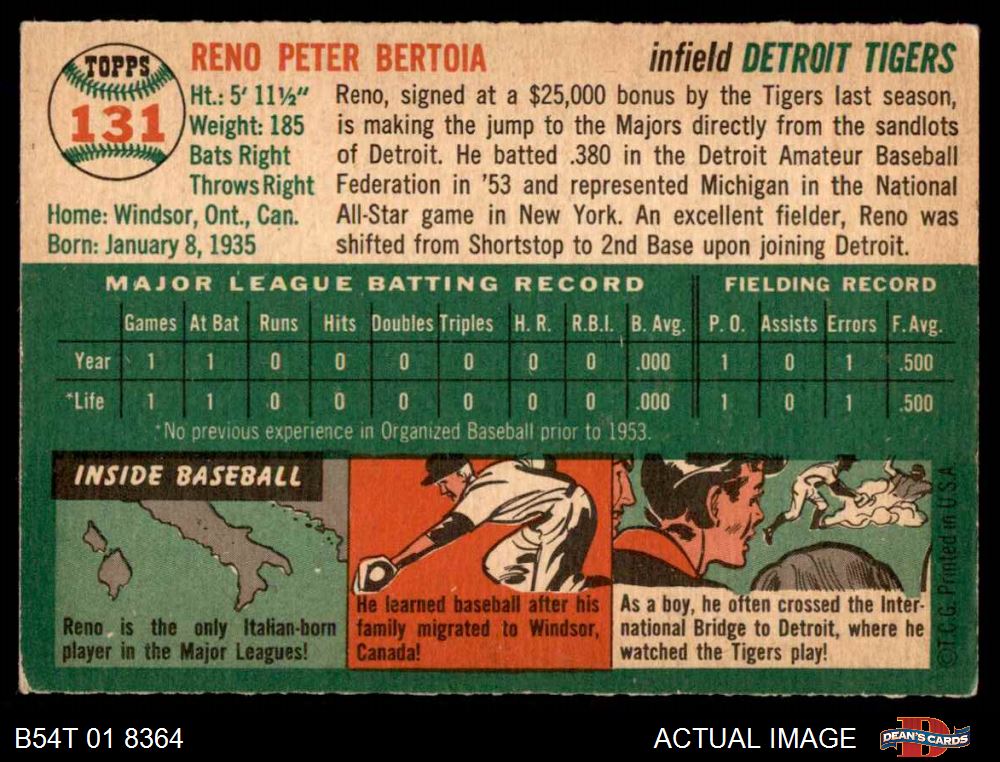 TOPPS
131
RENO PETER BERTOIA
infield DETROIT TIGERS
Ht.: 5' 11½"
Weight: 185
Bats Right
Throws Right
Home: Windsor, Ont., Can.
Born: January 8, 1935
Reno, signed at a $25,000 bonus by the Tigers last season,
is making the jump to the Majors directly from the sandlots
of Detroit. He batted .380 in the Detroit Amateur Baseball
Federation in '53 and represented Michigan in the National
All-Star game in New York. An excellent fielder, Reno was
shifted from Shortstop to 2nd Base upon joining Detroit.
MAJOR LEAGUE BATTING RECORD FIELDING RECORD
Games At Bat Runs Hits Doubles Triples H. R. R.B.I. B. Avg. P. O. Assists Errors F. Avg.
Year 1 1 0 0 0 0 0 0 .000 1 0 1 .500
*Life 1 1 0 0 0 0 0 0 .000 1 0 1 .500
*No previous experience in Organized Baseball prior to 1953.
INSIDE BASEBALL
Reno is the only Italian-born
player in the Major Leagues!
He learned baseball after his
family migrated to Windsor,
Canada!
As a boy, he often crossed the Inter-
national Bridge to Detroit, where he
watched the Tigers play!
©T.C.G. Printed in U.S.A.
B54T 01 8364
ACTUAL IMAGE
D
DEAN'S CARDS